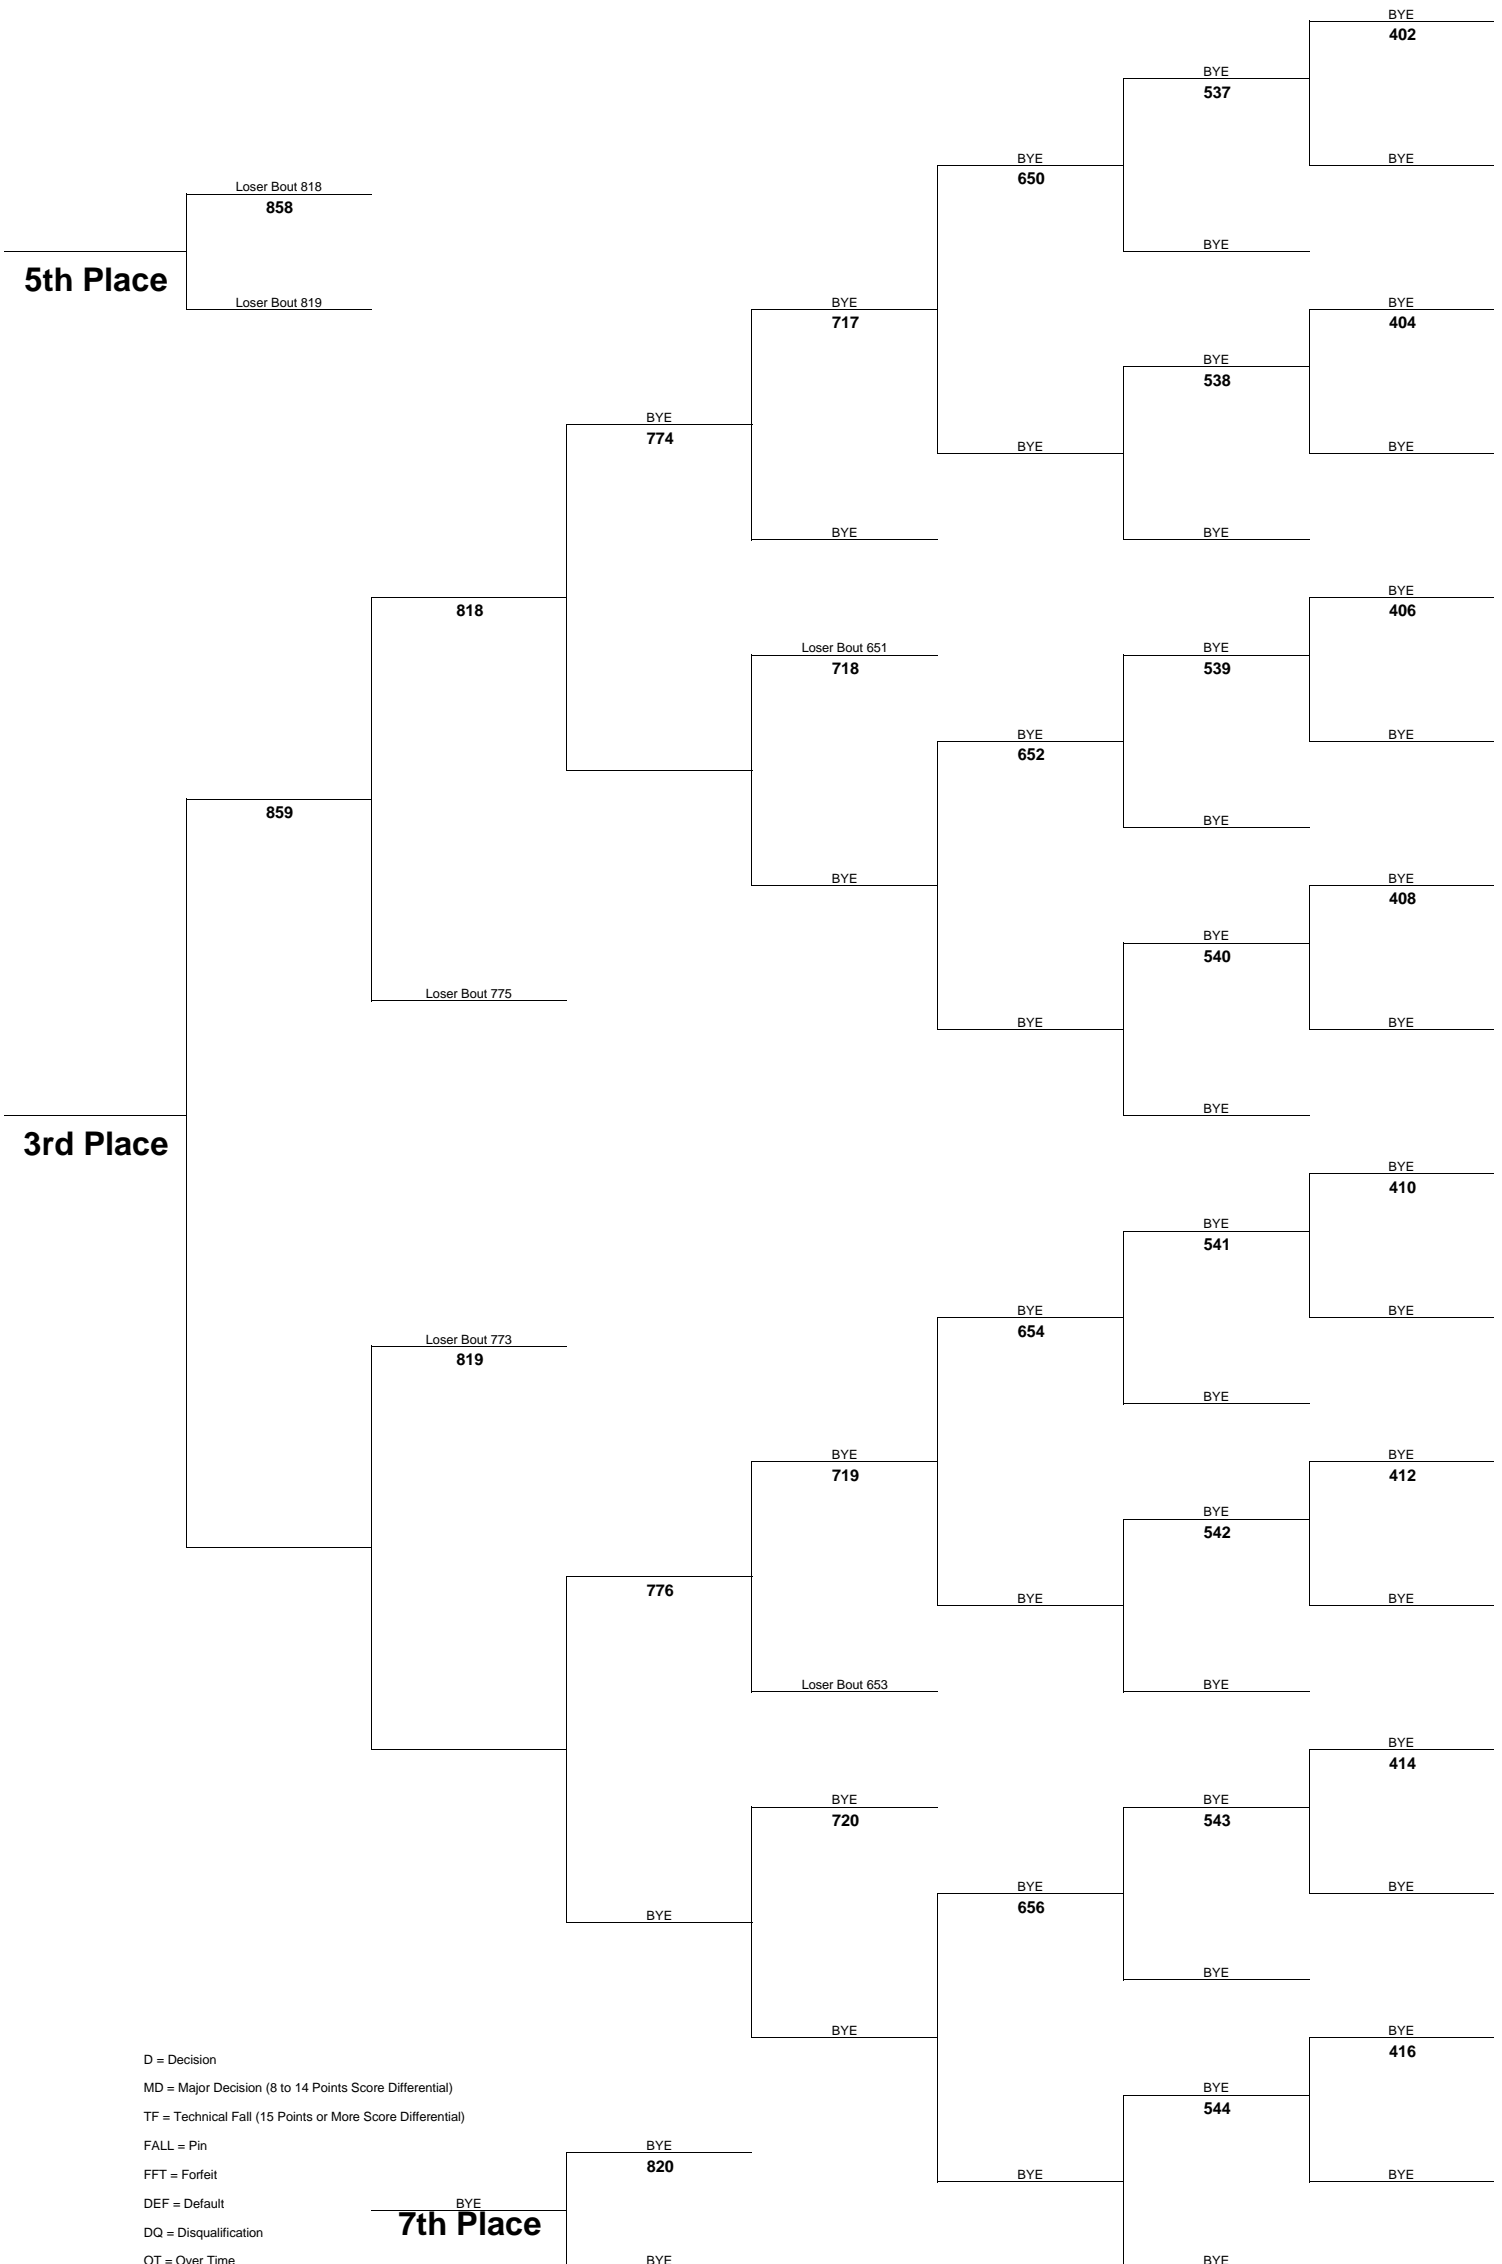 BYE
402
BYE
537
BYE
BYE
650
Loser Bout 818
858
BYE
5th Place
Loser Bout 819
BYE
717
BYE
404
BYE
538
BYE
774
BYE
BYE
BYE
BYE
818
BYE
406
Loser Bout 651
718
BYE
539
BYE
652
BYE
859
BYE
BYE
BYE
408
BYE
540
Loser Bout 775
BYE
BYE
BYE
3rd Place
BYE
410
BYE
541
BYE
654
BYE
Loser Bout 773
819
BYE
BYE
719
BYE
412
BYE
542
776
BYE
BYE
Loser Bout 653
BYE
BYE
414
BYE
720
BYE
543
BYE
656
BYE
BYE
BYE
BYE
BYE
416
D = Decision
MD = Major Decision (8 to 14 Points Score Differential)
BYE
544
TF = Technical Fall (15 Points or More Score Differential)
FALL = Pin
BYE
820
FFT = Forfeit
BYE
BYE
DEF = Default
BYE
7th Place
DQ = Disqualification
OT = Over Time
BYE
BYE